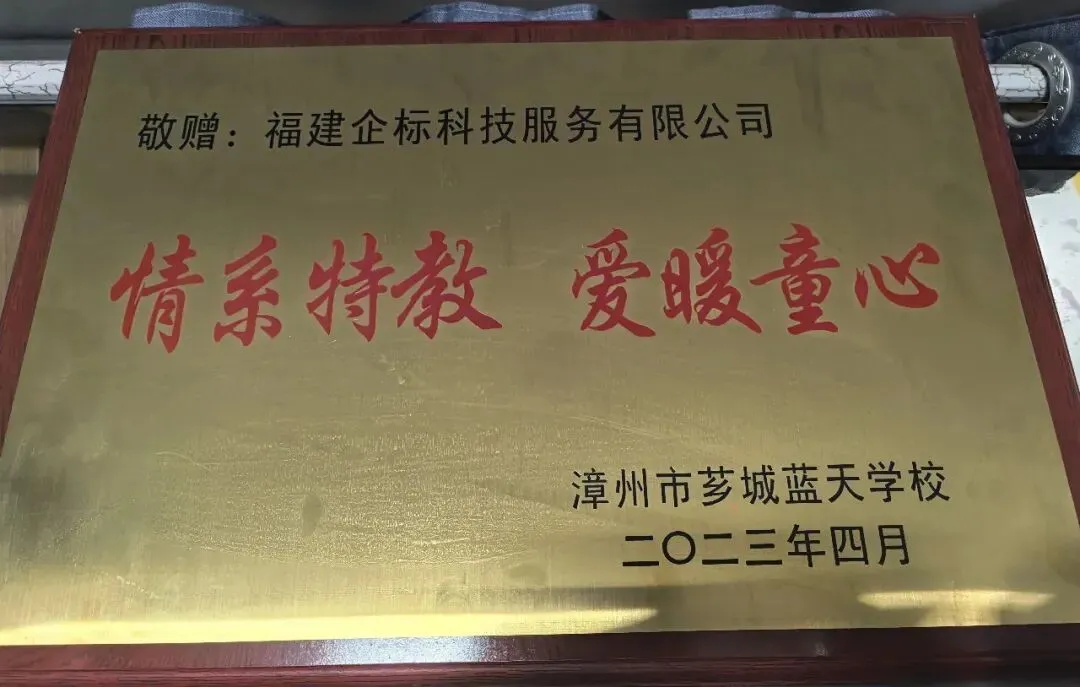 敬赠：福建企标科技服务有限公司
情系特教 爱暖童心
漳州市芗城蓝天学校
二〇二三年四月